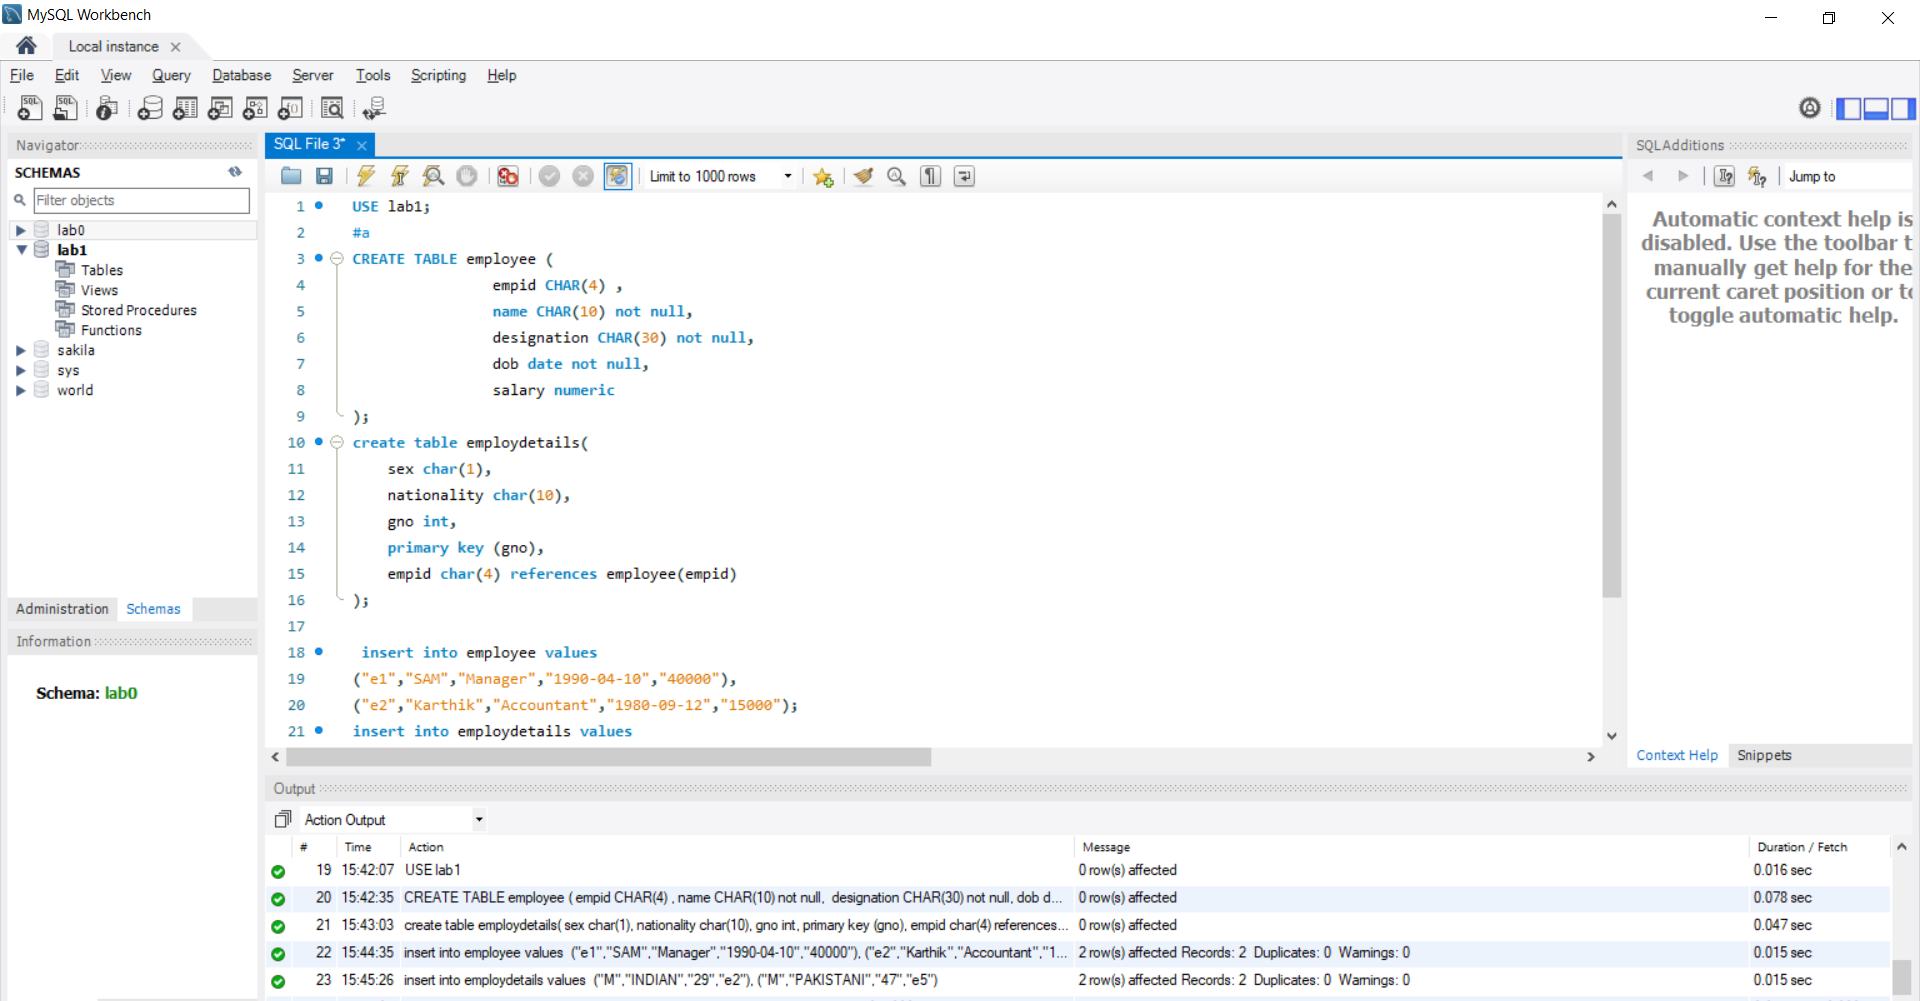 MySQL Workbench
Local instance
File Edit View Query Database Server Tools Scripting Help
Navigator
SCHEMAS
Filter objects
lab0
lab1
Tables
Views
Stored Procedures
Functions
sakila
sys
world
Administration Schemas
Information
Schema: lab0
SQL File 3*
Limit to 1000 rows
1 USE lab1;
2 #a
3 CREATE TABLE employee (
4 empid CHAR(4) ,
5 name CHAR(10) not null,
6 designation CHAR(30) not null,
7 dob date not null,
8 salary numeric
9 );
10 create table employdetails(
11 sex char(1),
12 nationality char(10),
13 gno int,
14 primary key (gno),
15 empid char(4) references employee(empid)
16 );
17
18 insert into employee values
19 ("e1","SAM","Manager","1990-04-10","40000"),
20 ("e2","Karthik","Accountant","1980-09-12","15000");
21 insert into employdetails values
SQLAdditions
Jump to
Automatic context help is
disabled. Use the toolbar t
manually get help for the
current caret position or to
toggle automatic help.
Context Help Snippets
Output
Action Output
# Time Action Message Duration / Fetch
19 15:42:07 USE lab1 0 row(s) affected 0.016 sec
20 15:42:35 CREATE TABLE employee ( empid CHAR(4) , name CHAR(10) not null, designation CHAR(30) not null, dob d... 0 row(s) affected 0.078 sec
21 15:43:03 create table employdetails( sex char(1), nationality char(10), gno int, primary key (gno), empid char(4) references... 0 row(s) affected 0.047 sec
22 15:44:35 insert into employee values ("e1","SAM","Manager","1990-04-10","40000"), ("e2","Karthik","Accountant","1... 2 row(s) affected Records: 2 Duplicates: 0 Warnings: 0 0.015 sec
23 15:45:26 insert into employdetails values ("M","INDIAN","29","e2"), ("M","PAKISTANI","47","e5") 2 row(s) affected Records: 2 Duplicates: 0 Warnings: 0 0.015 sec